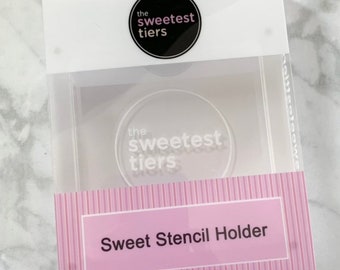 the
sweetest
tiers
the
sweetest
tiers
Sweet Stencil Holder